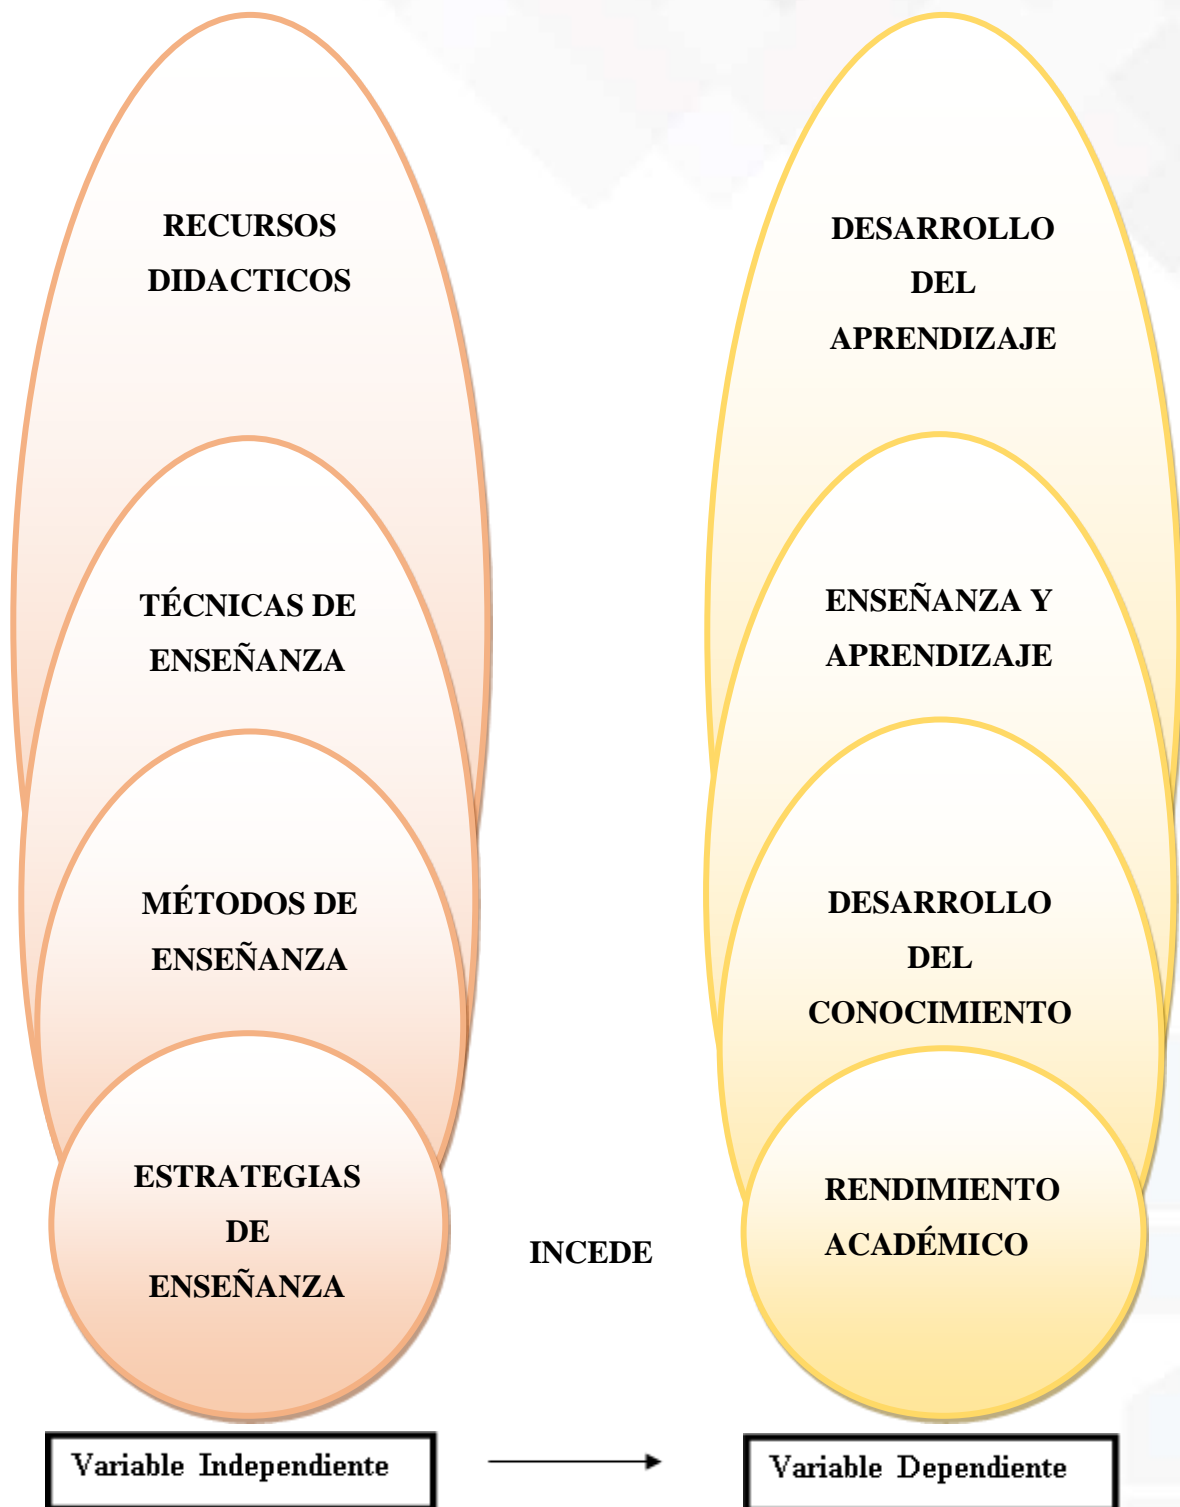 RECURSOS
DIDACTICOS
TÉCNICAS DE
ENSEÑANZA
MÉTODOS DE
ENSEÑANZA
ESTRATEGIAS
DE
ENSEÑANZA
INCEDE
DESARROLLO
DEL
APRENDIZAJE
ENSEÑANZA Y
APRENDIZAJE
DESARROLLO
DEL
CONOCIMIENTO
RENDIMIENTO
ACADÉMICO
Variable Independiente
Variable Dependiente